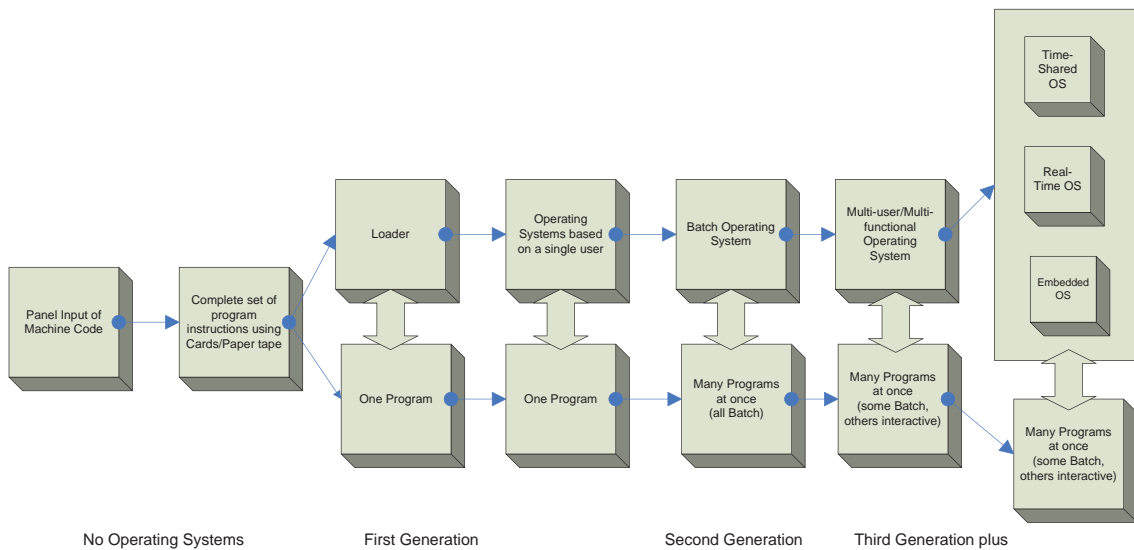 Time-
Shared
OS
Real-
Time OS
Embedded
OS
Loader
Operating
Systems based
on a single user
Batch Operating
System
Multi-user/Multi-
functional
Operating
System
Panel Input of
Machine Code
Complete set of
program
instructions using
Cards/Paper tape
One Program
One Program
Many Programs
at once
(all Batch)
Many Programs
at once
(some Batch,
others interactive)
Many Programs
at once
(some Batch,
others interactive)
No Operating Systems
First Generation
Second Generation
Third Generation plus